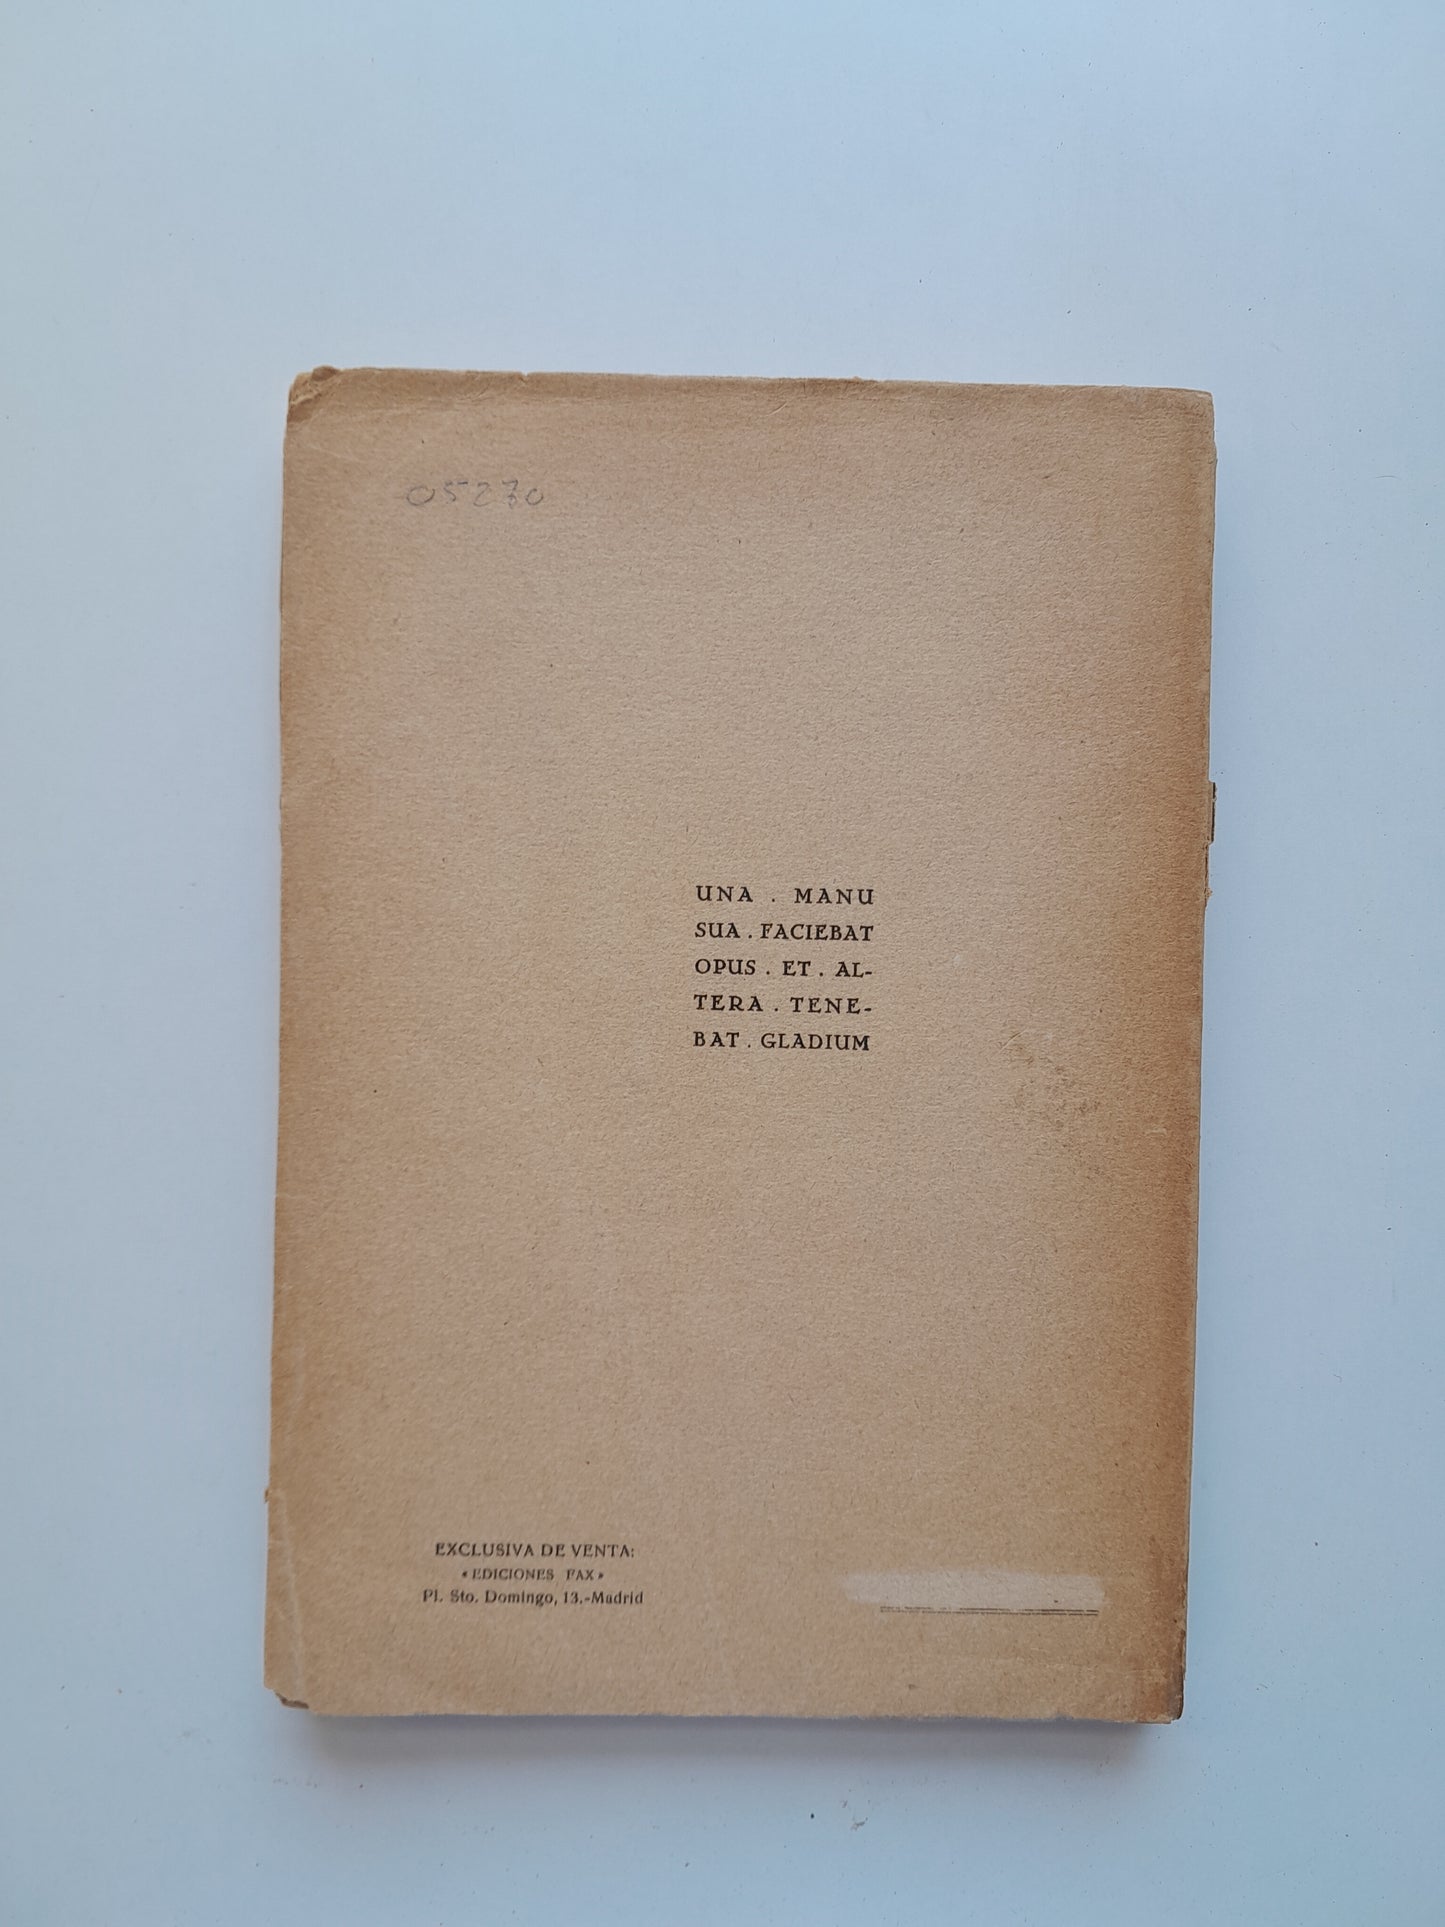 05230
UNA . MANU
SUA . FACIEBAT
OPUS . ET . AL-
TERA . TENE-
BAT . GLADIUM
EXCLUSIVA DE VENTA:
«EDICIONES FAX»
Pl. Sto. Domingo, 13.-Madrid